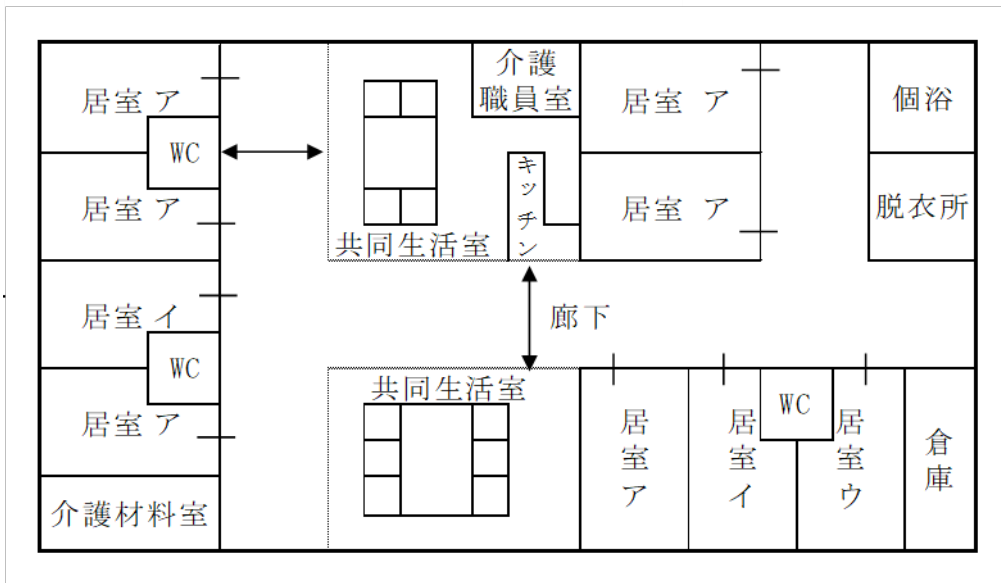 居室 ア
WC
居室 ア
居室 イ
WC
居室 ア
介護材料室
介護
職員室
キッチン
共同生活室
居室 ア
居室 ア
個浴
脱衣所
廊下
共同生活室
居室ア
居室イ
WC
居室ウ
倉庫